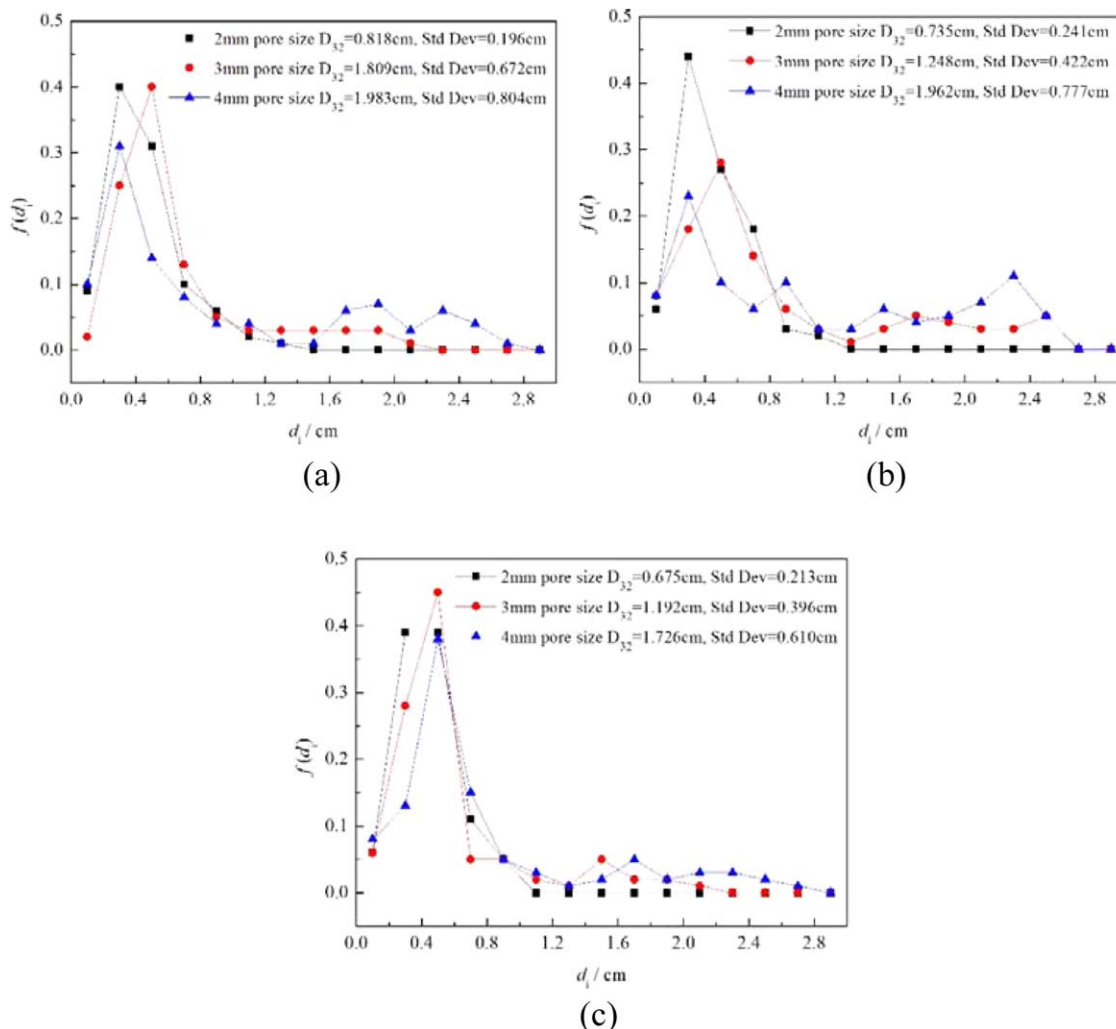 0.5
0.4
0.3
0.2
0.1
0.0
f(di)
2mm pore size D32=0.818cm, Std Dev=0.196cm
3mm pore size D32=1.809cm, Std Dev=0.672cm
4mm pore size D32=1.983cm, Std Dev=0.804cm
0.0 0.4 0.8 1.2 1.6 2.0 2.4 2.8
di / cm
(a)
0.5
0.4
0.3
0.2
0.1
0.0
f(di)
2mm pore size D32=0.735cm, Std Dev=0.241cm
3mm pore size D32=1.248cm, Std Dev=0.422cm
4mm pore size D32=1.962cm, Std Dev=0.777cm
0.0 0.4 0.8 1.2 1.6 2.0 2.4 2.8
di / cm
(b)
0.5
0.4
0.3
0.2
0.1
0.0
f(di)
2mm pore size D32=0.675cm, Std Dev=0.213cm
3mm pore size D32=1.192cm, Std Dev=0.396cm
4mm pore size D32=1.726cm, Std Dev=0.610cm
0.0 0.4 0.8 1.2 1.6 2.0 2.4 2.8
di / cm
(c)